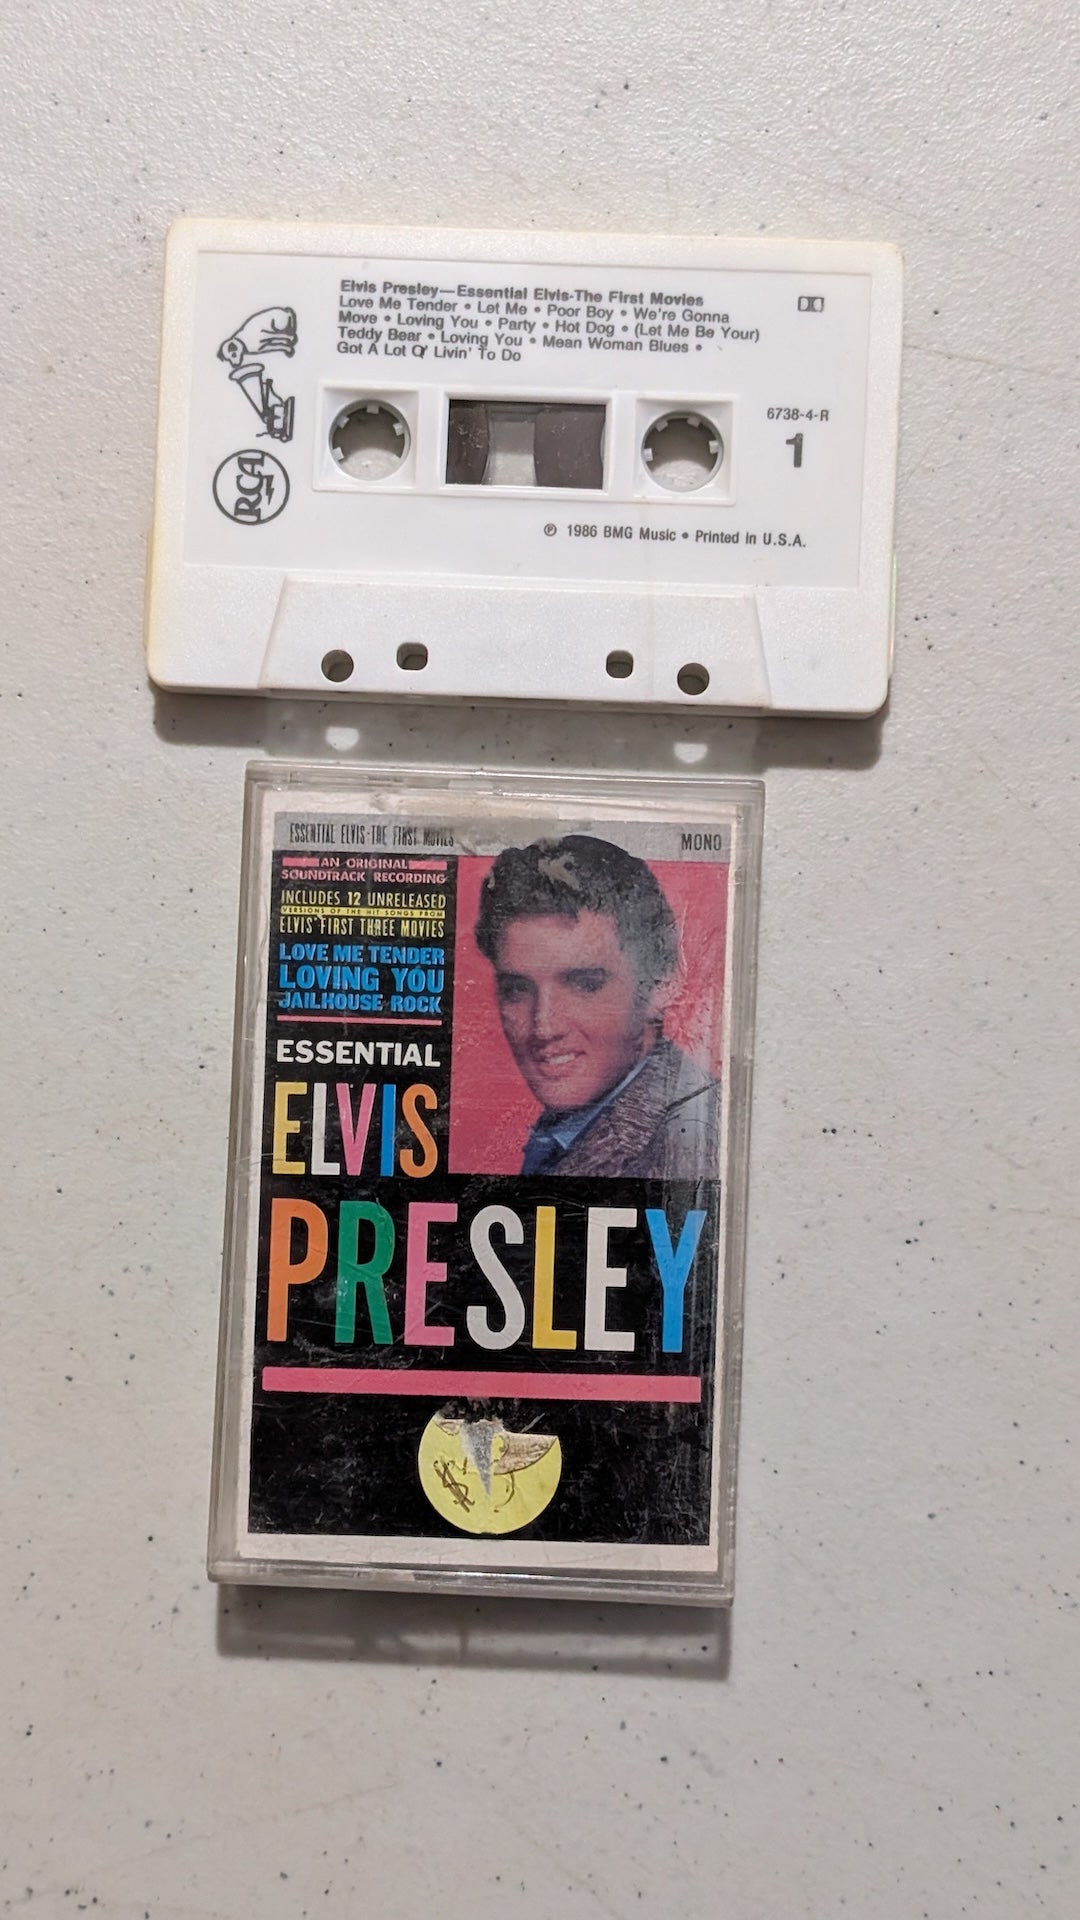 Elvis Presley—Essential Elvis-The First Movies
Love Me Tender • Let Me • Poor Boy • We're Gonna
Move • Loving You • Party • Hot Dog • (Let Me Be Your)
Teddy Bear • Loving You • Mean Woman Blues •
Got A Lot O' Livin' To Do
6738-4-R
1
RCA
℗ 1986 BMG Music • Printed in U.S.A.
ESSENTIAL ELVIS-THE FIRST MOVIES
MONO
AN ORIGINAL
SOUNDTRACK RECORDING
INCLUDES 12 UNRELEASED
VERSIONS OF THE HIT SONGS FROM
ELVIS' FIRST THREE MOVIES
LOVE ME TENDER
LOVING YOU
JAILHOUSE ROCK
ESSENTIAL
ELVIS
PRESLEY
$